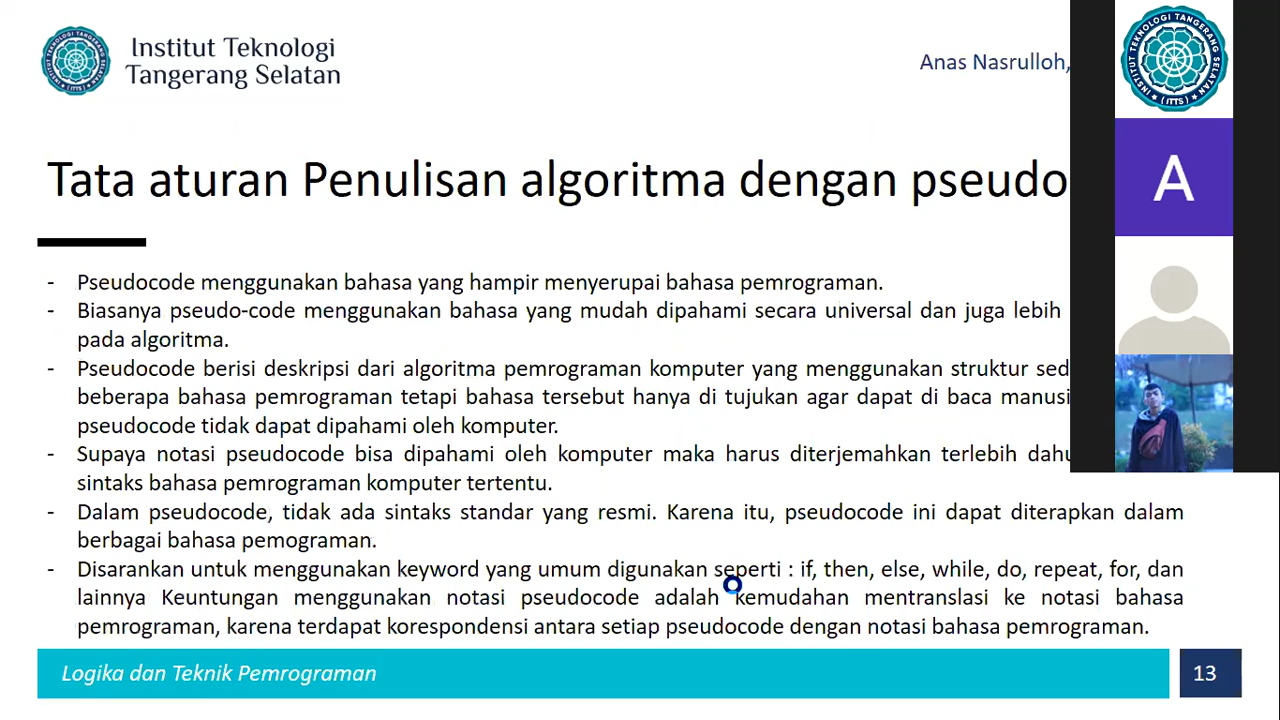 Institut Teknologi
Tangerang Selatan
Anas Nasrulloh,
INSTITUT TEKNOLOGI TANGERANG SELATAN
(ITTS)
A
Tata aturan Penulisan algoritma dengan pseudo
- Pseudocode menggunakan bahasa yang hampir menyerupai bahasa pemrograman.
- Biasanya pseudo-code menggunakan bahasa yang mudah dipahami secara universal dan juga lebih
pada algoritma.
- Pseudocode berisi deskripsi dari algoritma pemrograman komputer yang menggunakan struktur sed
beberapa bahasa pemrograman tetapi bahasa tersebut hanya di tujukan agar dapat di baca manusi
pseudocode tidak dapat dipahami oleh komputer.
- Supaya notasi pseudocode bisa dipahami oleh komputer maka harus diterjemahkan terlebih dahu
sintaks bahasa pemrograman komputer tertentu.
- Dalam pseudocode, tidak ada sintaks standar yang resmi. Karena itu, pseudocode ini dapat diterapkan dalam
berbagai bahasa pemograman.
- Disarankan untuk menggunakan keyword yang umum digunakan seperti : if, then, else, while, do, repeat, for, dan
lainnya Keuntungan menggunakan notasi pseudocode adalah kemudahan mentranslasi ke notasi bahasa
pemrograman, karena terdapat korespondensi antara setiap pseudocode dengan notasi bahasa pemrograman.
Logika dan Teknik Pemrograman
13